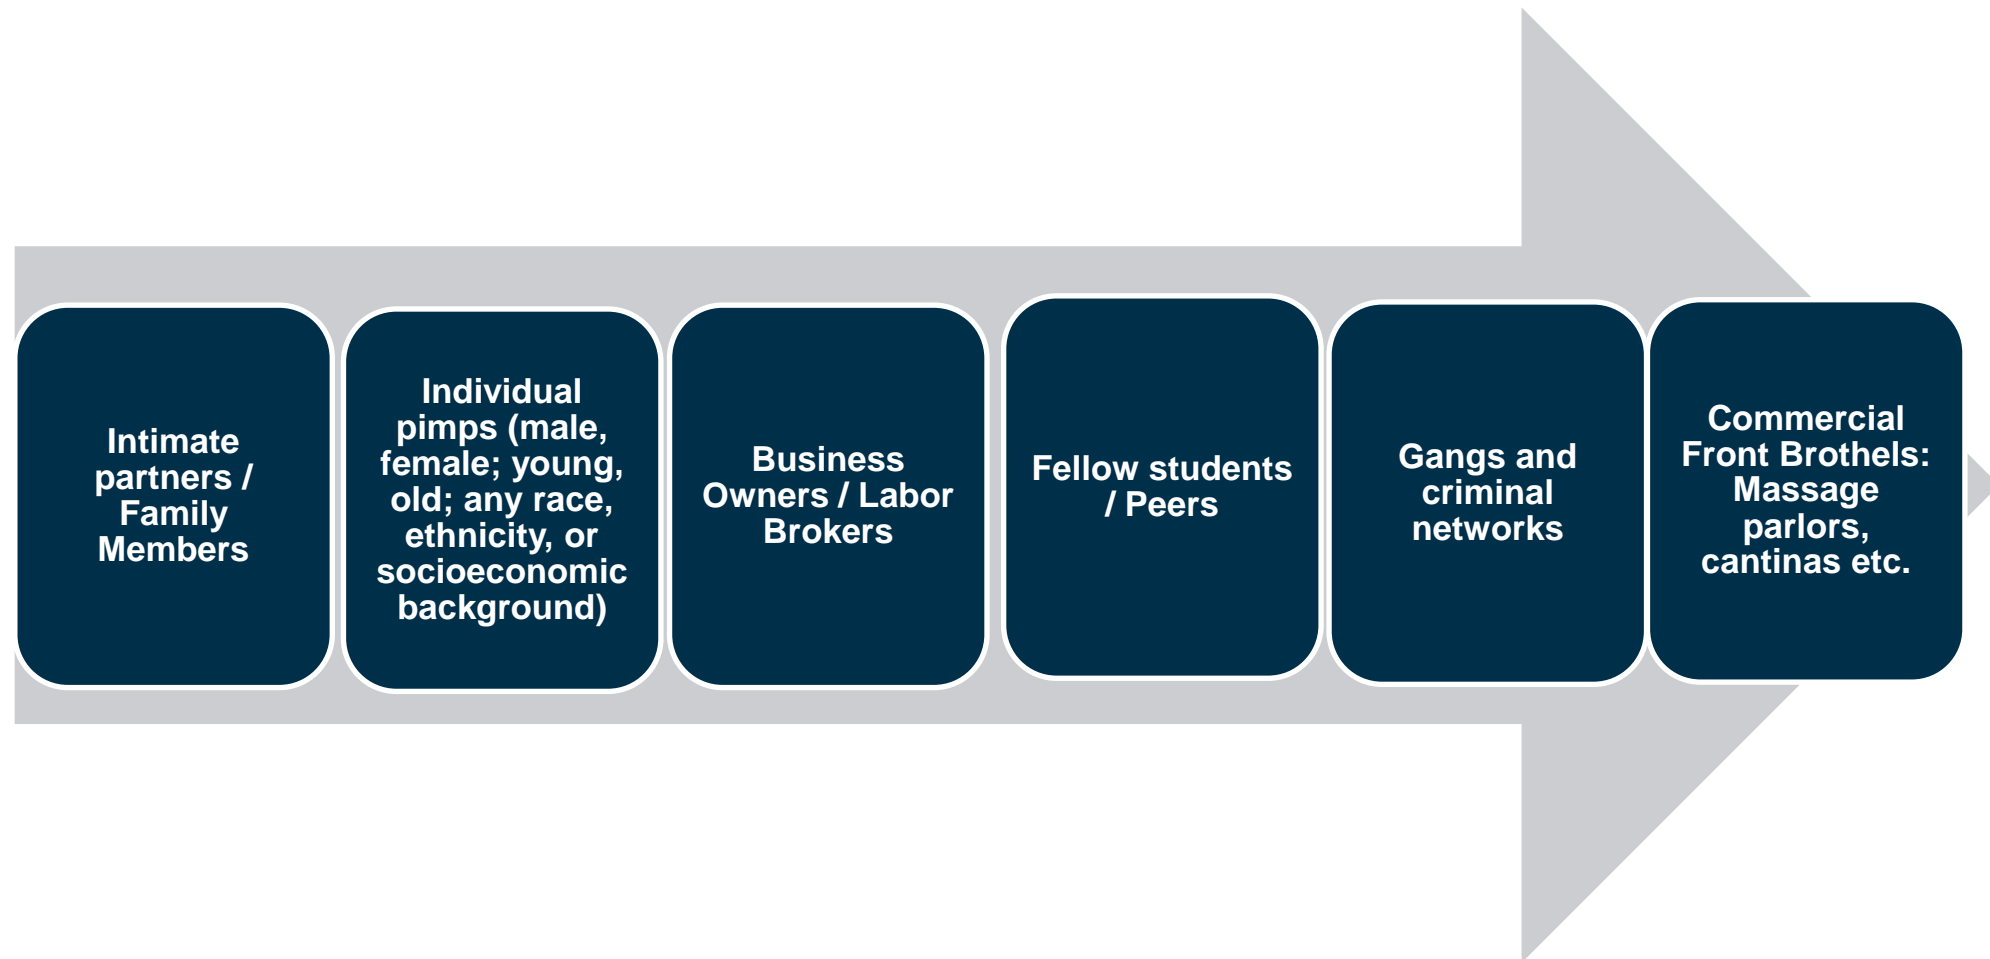 Intimate
partners /
Family
Members
Individual
pimps (male,
female; young,
old; any race,
ethnicity, or
socioeconomic
background)
Business
Owners / Labor
Brokers
Fellow students
/ Peers
Gangs and
criminal
networks
Commercial
Front Brothels:
Massage
parlors,
cantinas etc.